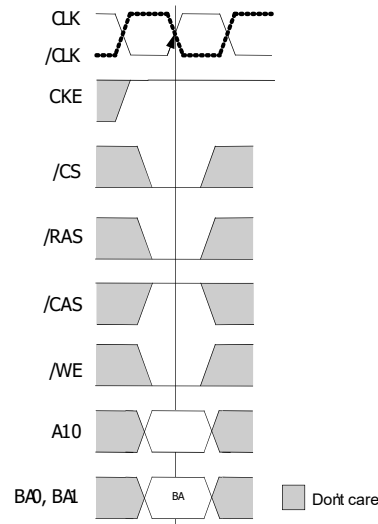 CLK
/CLK
CKE
/CS
/RAS
/CAS
/WE
A10
BA0, BA1
BA
Don't care